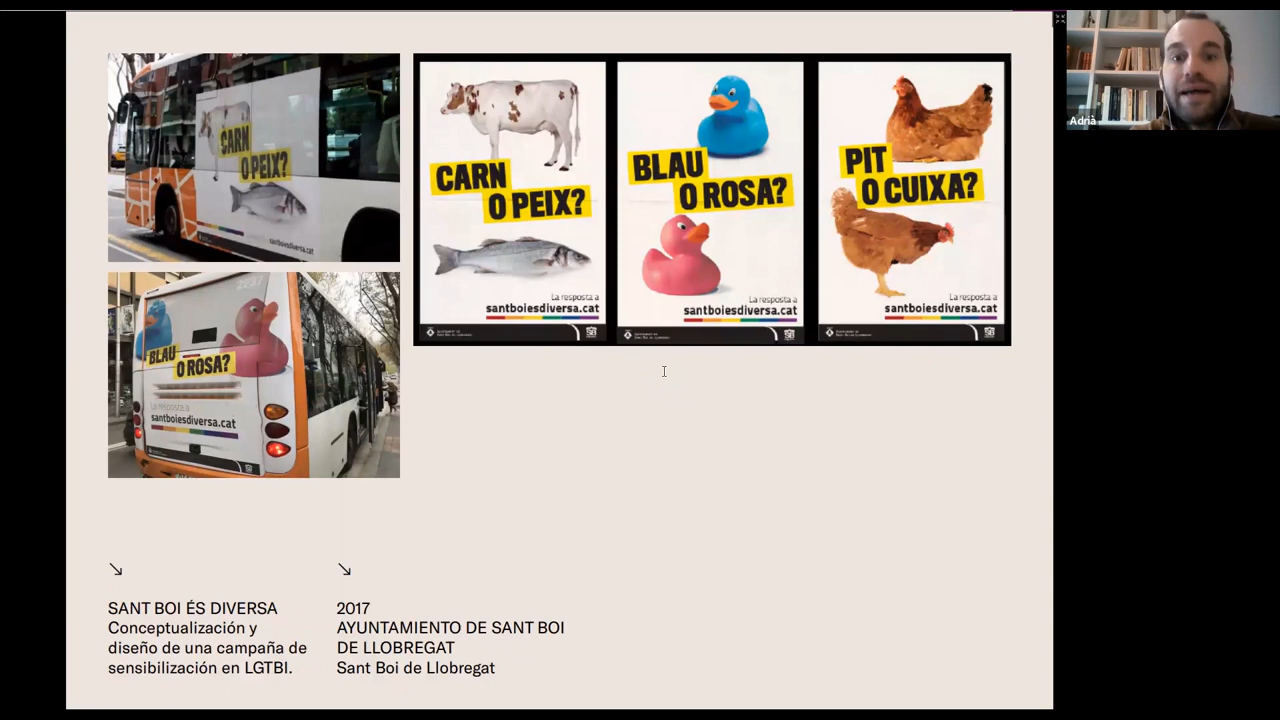 CARN
O PEIX?
santboiesdiversa.cat
CARN
O PEIX?
La resposta a
santboiesdiversa.cat
BLAU
O ROSA?
La resposta a
santboiesdiversa.cat
PIT
O CUIXA?
La resposta a
santboiesdiversa.cat
Adrià
BLAU
O ROSA?
La resposta a
santboiesdiversa.cat
SANT BOI ÉS DIVERSA
Conceptualización y
diseño de una campaña de
sensibilización en LGTBI.
2017
AYUNTAMIENTO DE SANT BOI
DE LLOBREGAT
Sant Boi de Llobregat